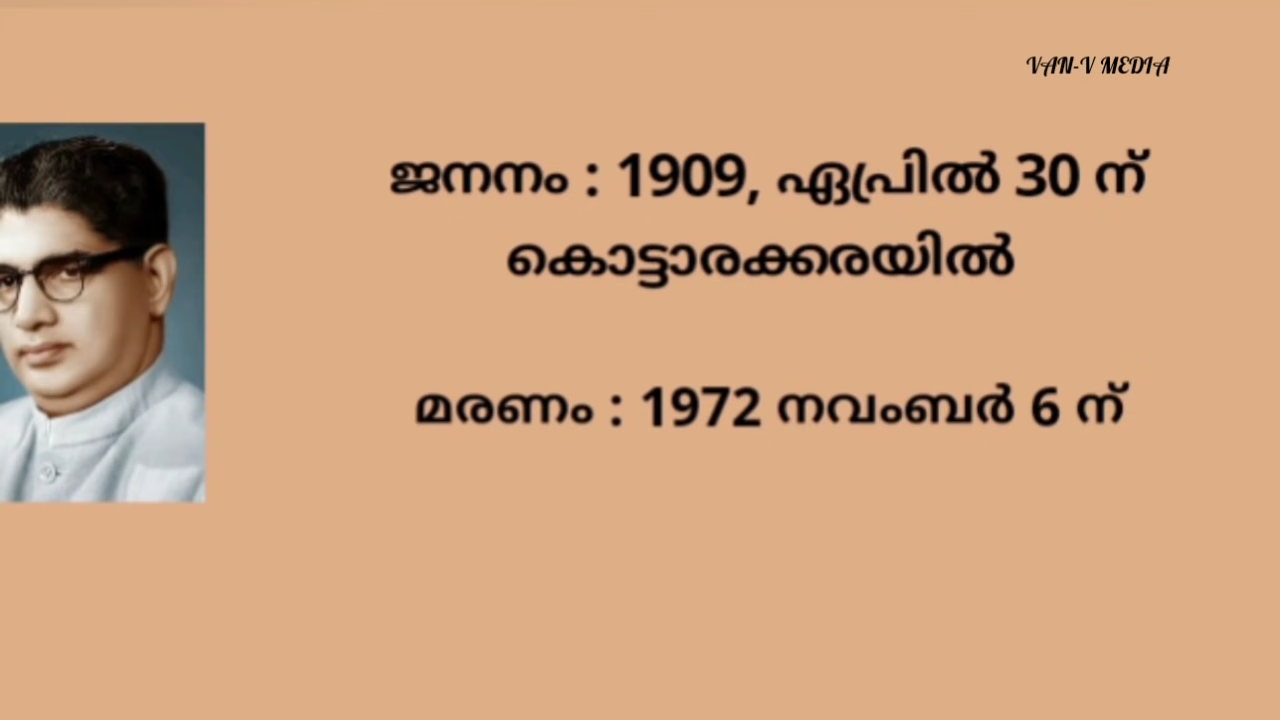 VAN-V MEDIA
ജനനം : 1909, ഏപ്രിൽ 30 ന്
കൊട്ടാരക്കരയിൽ
മരണം : 1972 നവംബർ 6 ന്